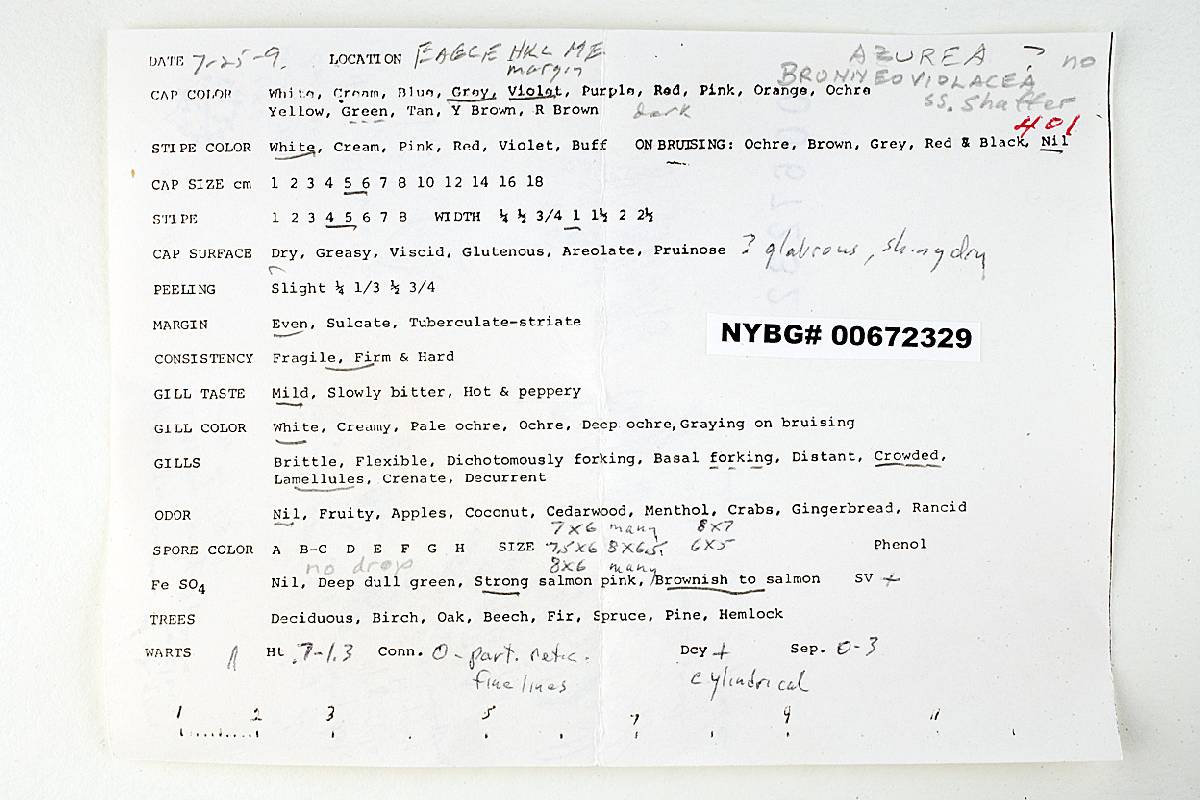 DATE 7-25-9. LOCATION EAGLE HILL ME AZUREA ? no
margin BRUNNEOVIOLACEA
CAP COLOR White, Cream, Blue, Grey, Violet, Purple, Red, Pink, Orange, Ochre
ss. Shaffer
Yellow, Green, Tan, Y Brown, R Brown dark
401
STIPE COLOR White, Cream, Pink, Red, Violet, Buff ON BRUISING: Ochre, Brown, Grey, Red & Black, Nil
CAP SIZE cm 1 2 3 4 5 6 7 8 10 12 14 16 18
STIPE 1 2 3 4 5 6 7 8 WIDTH ¼ ½ 3/4 1 1½ 2 2½
CAP SURFACE Dry, Greasy, Viscid, Glutenous, Areolate, Pruinose ? glabrous, shiny dry
PEELING Slight ¼ 1/3 ½ 3/4
MARGIN Even, Sulcate, Tuberculate-striate
NYBG# 00672329
CONSISTENCY Fragile, Firm & Hard
GILL TASTE Mild, Slowly bitter, Hot & peppery
GILL COLOR White, Creamy, Pale ochre, Ochre, Deep ochre, Graying on bruising
GILLS Brittle, Flexible, Dichotomously forking, Basal forking, Distant, Crowded,
Lamellules, Crenate, Decurrent
ODOR Nil, Fruity, Apples, Coconut, Cedarwood, Menthol, Crabs, Gingerbread, Rancid
7x6 many 8x7
SPORE COLOR A B-C D E F G H SIZE 7.5x6 8x6.5, 6x5 Phenol
no drop 8x6 many
Fe SO4 Nil, Deep dull green, Strong salmon pink, Brownish to salmon SV +
TREES Deciduous, Birch, Oak, Beech, Fir, Spruce, Pine, Hemlock
WARTS Ht .7-1.3 Conn. 0-part. retic. Dcy + Sep. 0-3
fine lines cylindrical
1 2 3 5 7 9 11